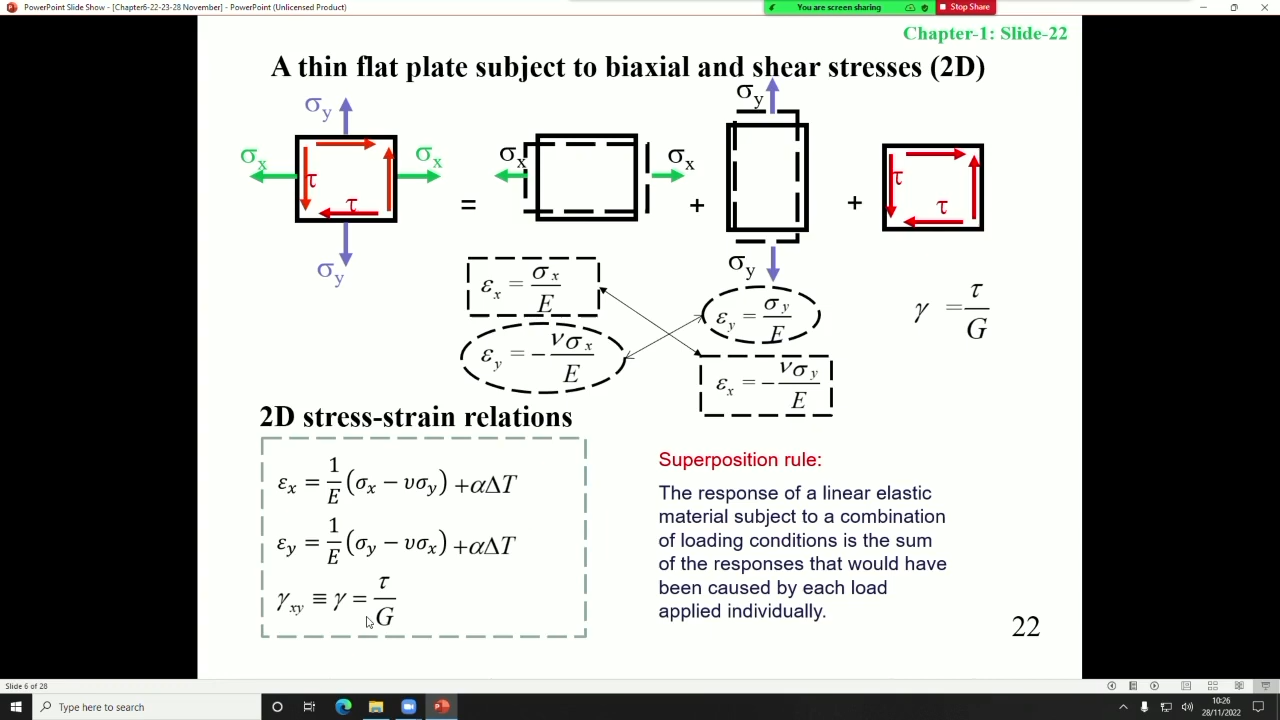 PowerPoint Slide Show - [Chapter6-22-23-28 November] - PowerPoint (Unlicensed Product)
You are screen sharing
Stop Share
Chapter-1: Slide-22
A thin flat plate subject to biaxial and shear stresses (2D)
σy
σx
σx
τ
τ
σy
=
σx
σx
+
σy
σy
+
τ
τ
εx = σx/E
εy = -νσx/E
εy = σy/E
εx = -νσy/E
γ = τ/G
2D stress-strain relations
εx = 1/E (σx − υσy) +αΔT
εy = 1/E (σy − υσx) +αΔT
γxy ≡ γ = τ/G
Superposition rule:
The response of a linear elastic
material subject to a combination
of loading conditions is the sum
of the responses that would have
been caused by each load
applied individually.
22
Slide 6 of 28
Type here to search
10:26
28/11/2022